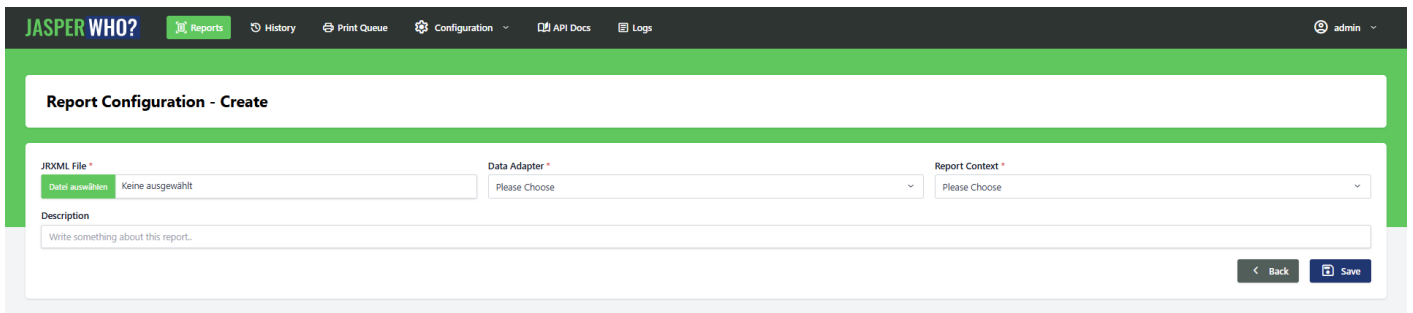 JASPER WHO? Reports History Print Queue Configuration API Docs Logs admin
Report Configuration - Create
JRXML File * Data Adapter * Report Context *
Datei auswählen Keine ausgewählt Please Choose Please Choose
Description
Write something about this report..
Back Save